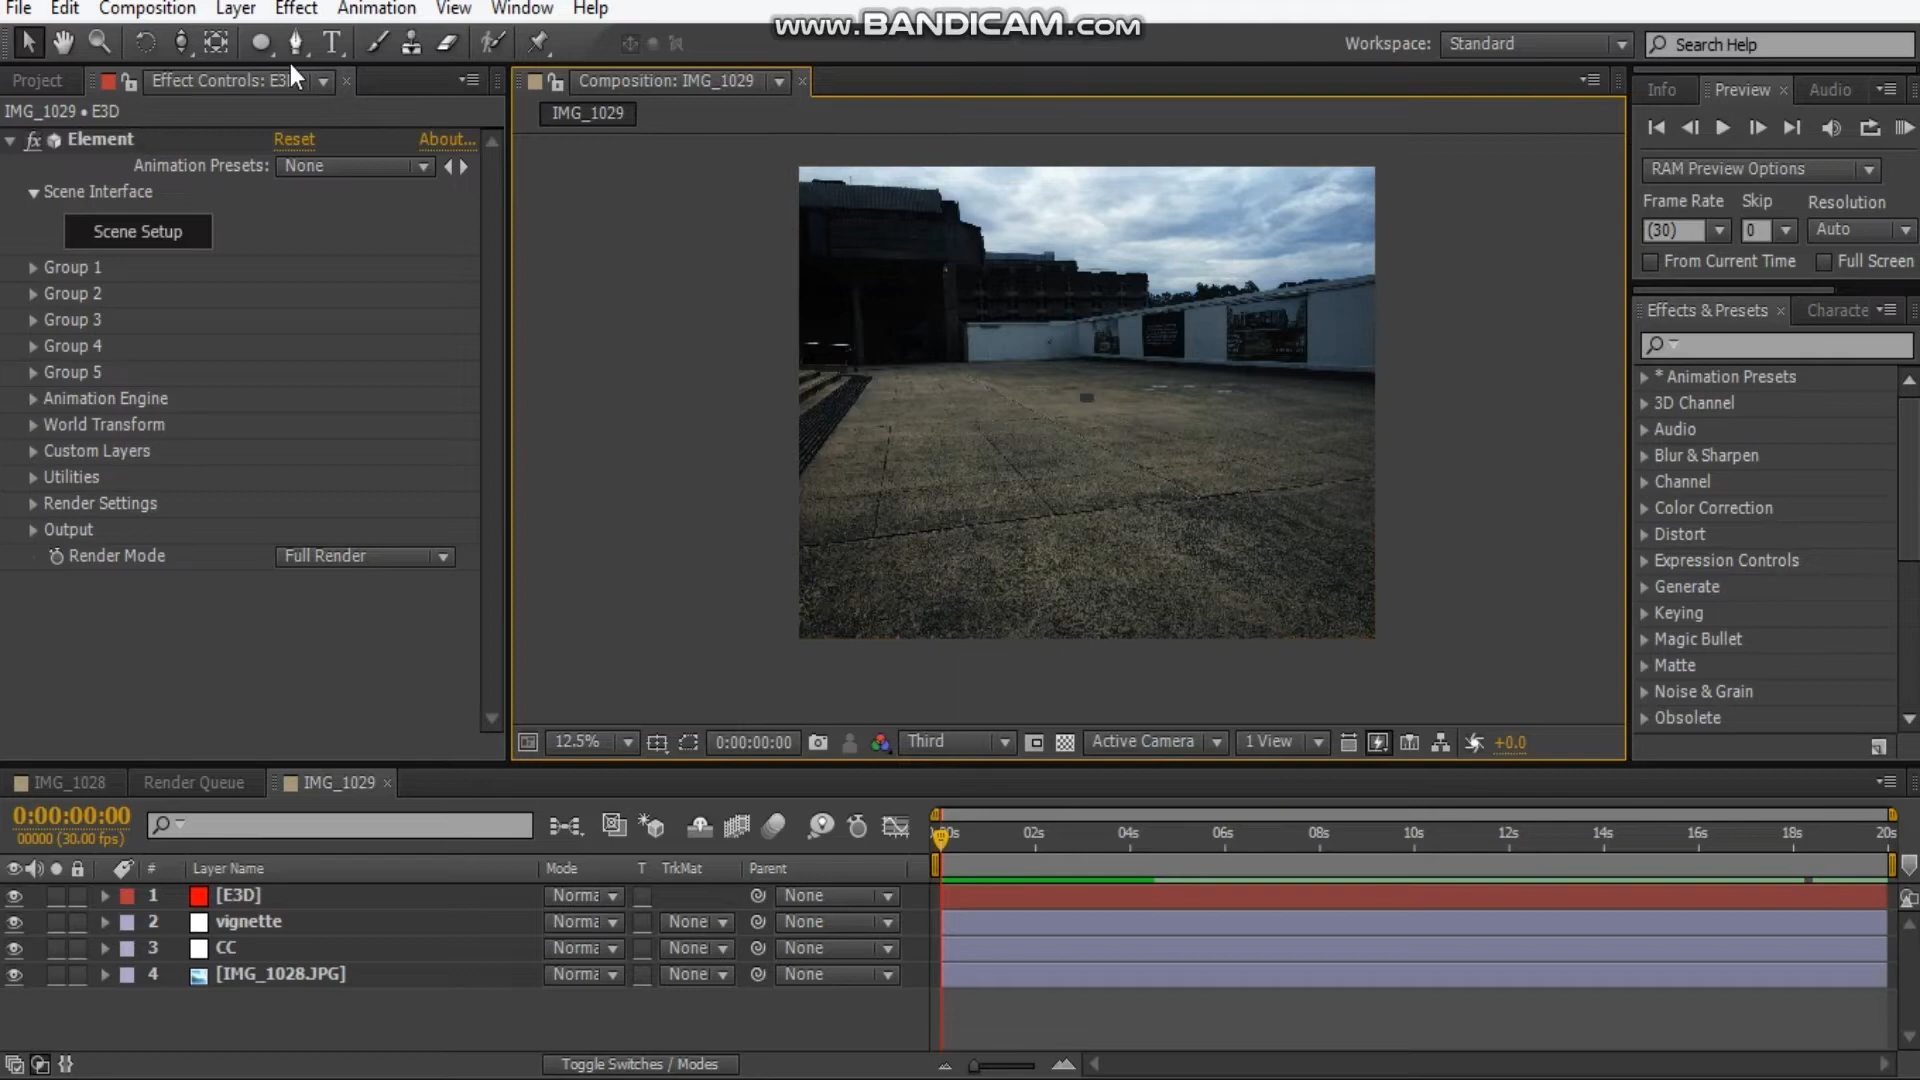 File Edit Composition Layer Effect Animation View Window Help
www.BANDICAM.com
Workspace: Standard
Search Help
Project
Effect Controls: E3
Composition: IMG_1029
Info
Preview
Audio
IMG_1029 • E3D
IMG_1029
Element
Reset
About...
Animation Presets:
None
Scene Interface
Scene Setup
Group 1
Group 2
Group 3
Group 4
Group 5
Animation Engine
World Transform
Custom Layers
Utilities
Render Settings
Output
Render Mode
Full Render
RAM Preview Options
Frame Rate Skip Resolution
(30) 0 Auto
From Current Time
Full Screen
Effects & Presets
Characte
* Animation Presets
3D Channel
Audio
Blur & Sharpen
Channel
Color Correction
Distort
Expression Controls
Generate
Keying
Magic Bullet
Matte
Noise & Grain
Obsolete
12.5% 0:00:00:00 Third Active Camera 1 View +0.0
IMG_1028
Render Queue
IMG_1029
0:00:00:00
00000 (30.00 fps)
02s 04s 06s 08s 10s 12s 14s 16s 18s 20s
# Layer Name Mode T TrkMat Parent
1 [E3D] Norma None
2 vignette Norma None None
3 CC Norma None None
4 [IMG_1028.JPG] Norma None None
Toggle Switches / Modes